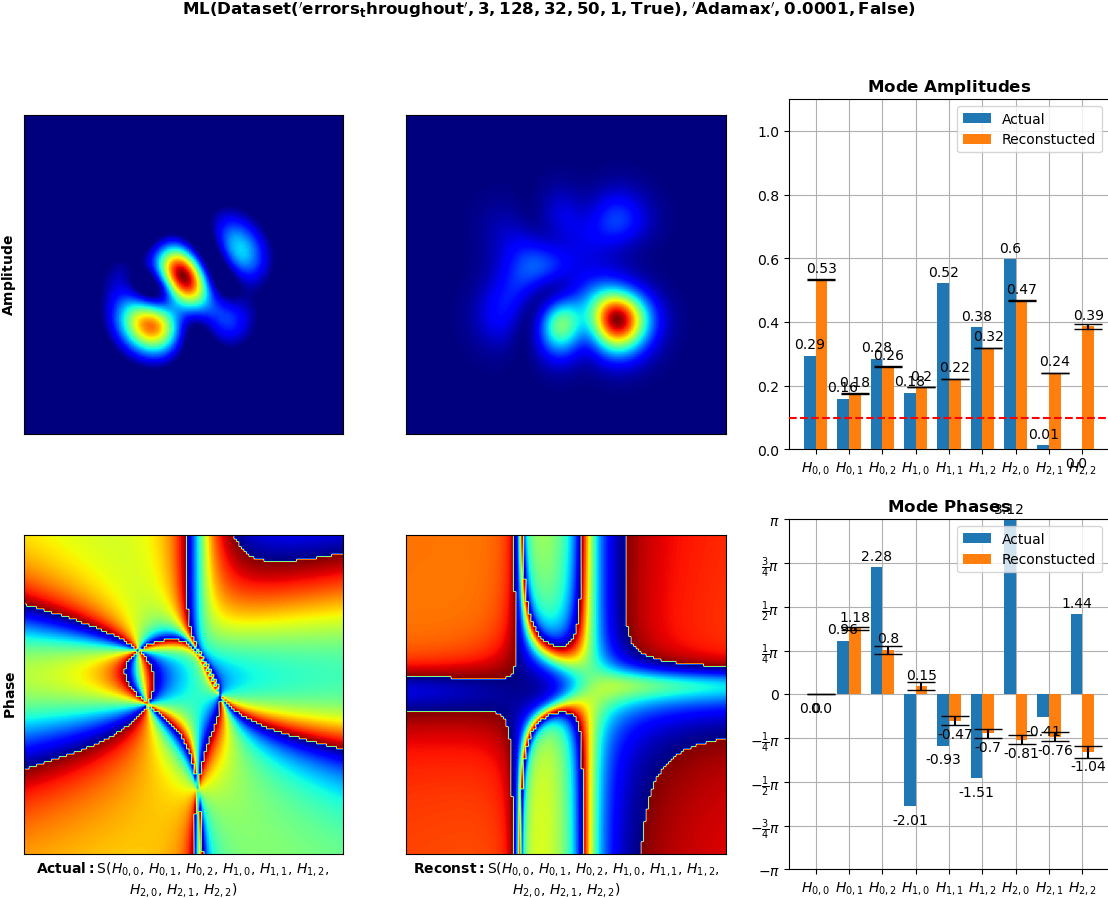 ML(Dataset('errors_throughout', 3, 128, 32, 50, 1, True), 'Adamax', 0.0001, False)
Mode Amplitudes
Actual
Reconstucted
1.0
0.8
0.6
0.4
0.2
0.0
0.29 0.53 0.16 0.18 0.28 0.26 0.18 0.2 0.52 0.22 0.38 0.32 0.6 0.47 0.01 0.24 0.0 0.39
H0,0 H0,1 H0,2 H1,0 H1,1 H1,2 H2,0 H2,1 H2,2
Amplitude
Mode Phases
Actual
Reconstucted
π
3/4π
1/2π
1/4π
0
−1/4π
−1/2π
−3/4π
−π
0.0 0.0 0.96 1.18 2.28 0.8 -2.01 0.15 -0.93 -0.47 -1.51 -0.7 3.12 -0.81 -0.41 -0.76 1.44 -1.04
H0,0 H0,1 H0,2 H1,0 H1,1 H1,2 H2,0 H2,1 H2,2
Phase
Actual: S(H0,0, H0,1, H0,2, H1,0, H1,1, H1,2,
H2,0, H2,1, H2,2)
Reconst: S(H0,0, H0,1, H0,2, H1,0, H1,1, H1,2,
H2,0, H2,1, H2,2)